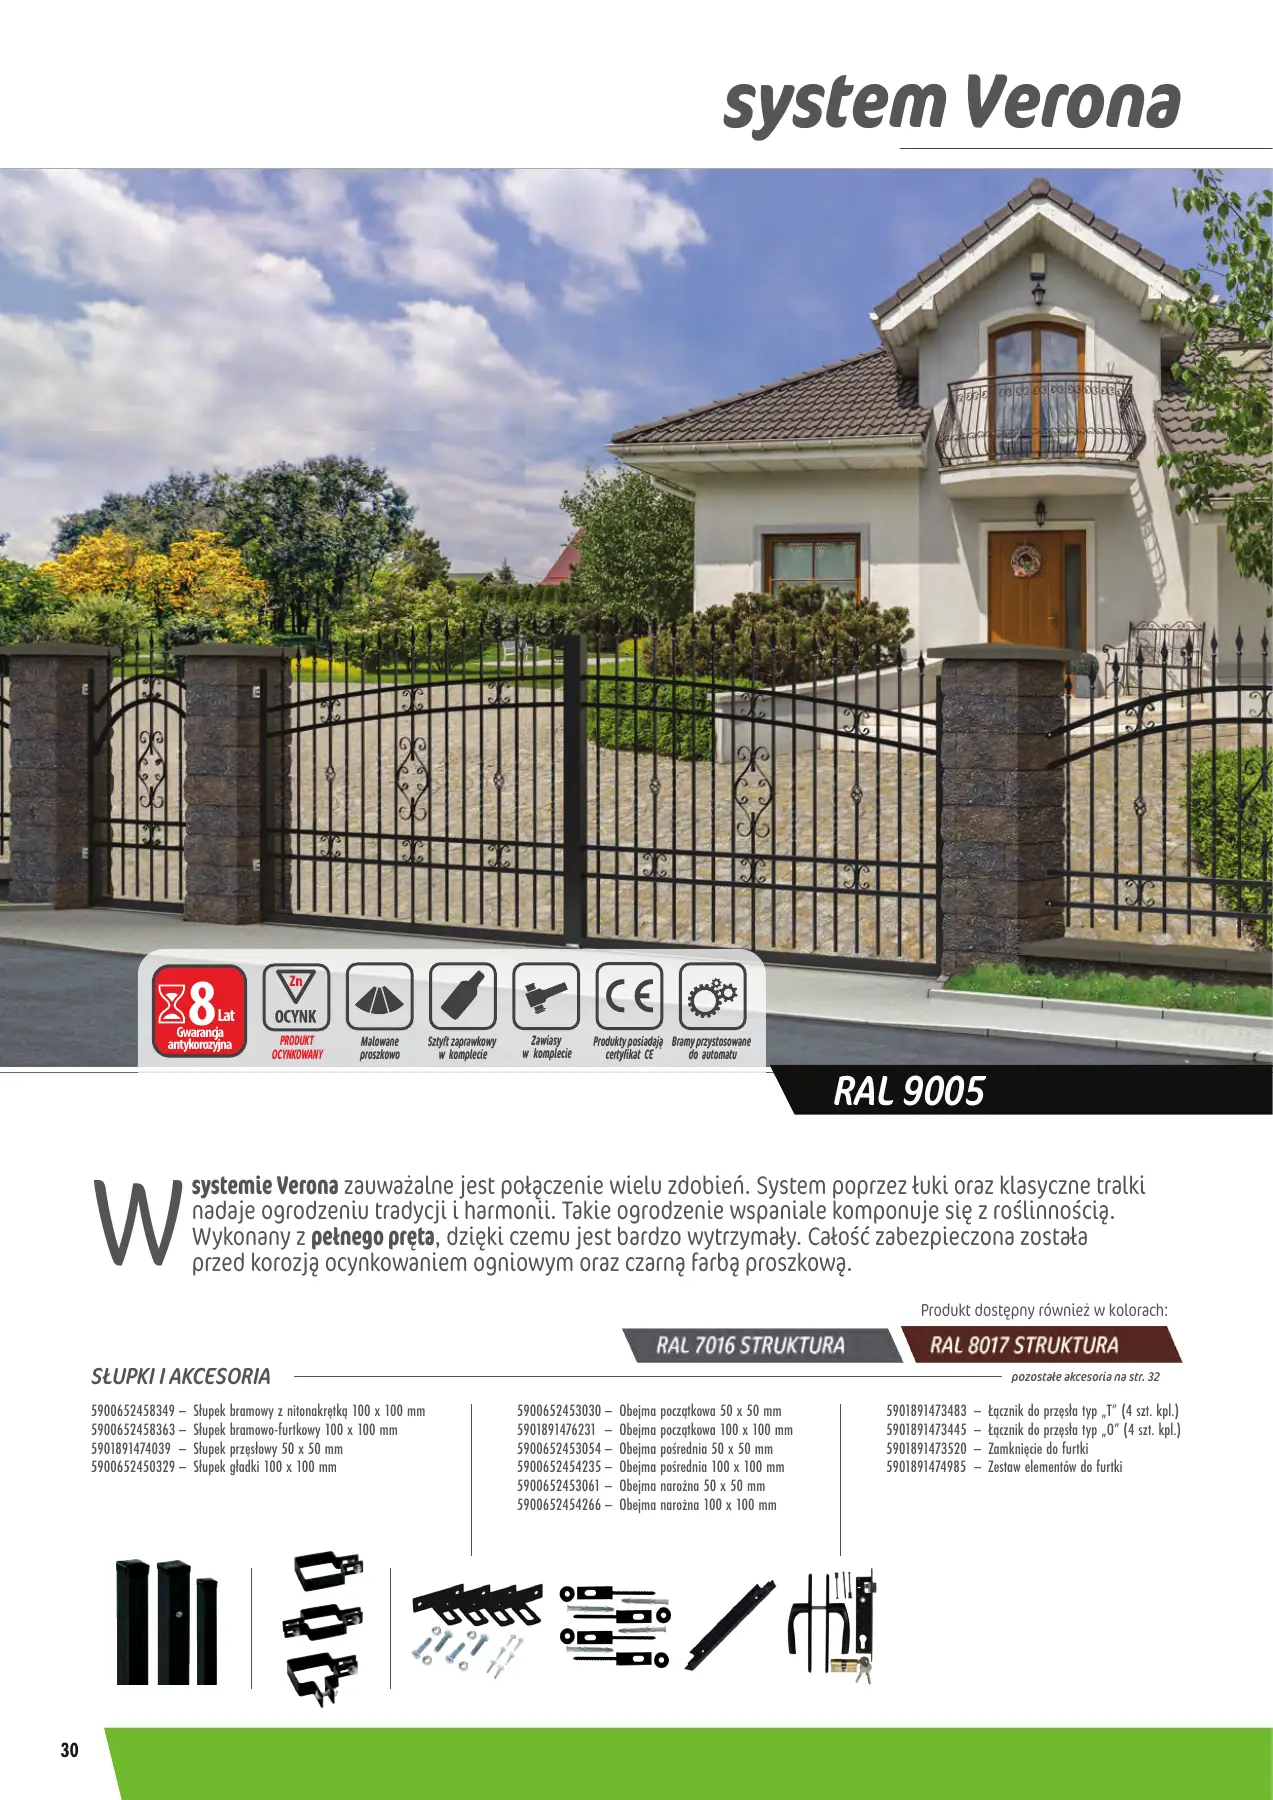 system Verona
8 Lat
Gwarancja
antykorozyjna
Zn
OCYNK
PRODUKT
OCYNKOWANY
Malowane
proszkowo
Sztyft zaprawkowy
w komplecie
Zawiasy
w komplecie
CE
Produkty posiadają
certyfikat CE
Bramy przystosowane
do automatu
RAL 9005
W systemie Verona zauważalne jest połączenie wielu zdobień. System poprzez łuki oraz klasyczne tralki
nadaje ogrodzeniu tradycji i harmonii. Takie ogrodzenie wspaniale komponuje się z roślinnością.
Wykonany z pełnego pręta, dzięki czemu jest bardzo wytrzymały. Całość zabezpieczona została
przed korozją ocynkowaniem ogniowym oraz czarną farbą proszkową.
Produkt dostępny również w kolorach:
RAL 7016 STRUKTURA
RAL 8017 STRUKTURA
SŁUPKI I AKCESORIA
pozostałe akcesoria na str. 32
5900652458349 – Słupek bramowy z nitonakrętką 100 x 100 mm
5900652458363 – Słupek bramowo-furtkowy 100 x 100 mm
5901891474039 – Słupek przęsłowy 50 x 50 mm
5900652450329 – Słupek gładki 100 x 100 mm
5900652453030 – Obejma początkowa 50 x 50 mm
5901891476231 – Obejma początkowa 100 x 100 mm
5900652453054 – Obejma pośrednia 50 x 50 mm
5900652454235 – Obejma pośrednia 100 x 100 mm
5900652453061 – Obejma narożna 50 x 50 mm
5900652454266 – Obejma narożna 100 x 100 mm
5901891473483 – Łącznik do przęsła typ „T” (4 szt. kpl.)
5901891473445 – Łącznik do przęsła typ „O” (4 szt. kpl.)
5901891473520 – Zamknięcie do furtki
5901891474985 – Zestaw elementów do furtki
30